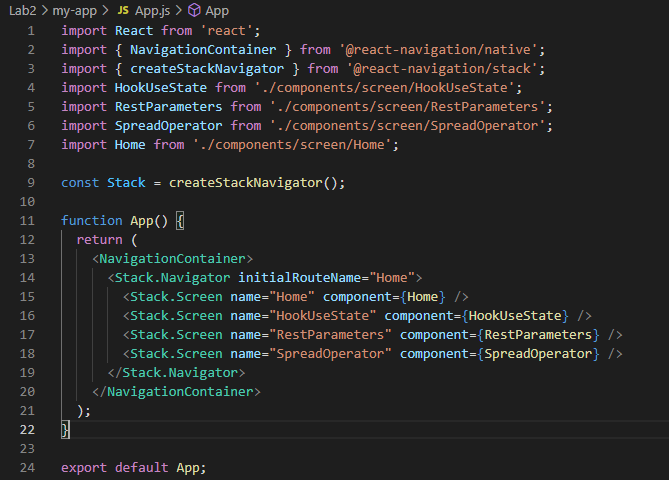 Lab2 > my-app > JS App.js > App
1 import React from 'react';
2 import { NavigationContainer } from '@react-navigation/native';
3 import { createStackNavigator } from '@react-navigation/stack';
4 import HookUseState from './components/screen/HookUseState';
5 import RestParameters from './components/screen/RestParameters';
6 import SpreadOperator from './components/screen/SpreadOperator';
7 import Home from './components/screen/Home';
8
9 const Stack = createStackNavigator();
10
11 function App() {
12   return (
13     <NavigationContainer>
14       <Stack.Navigator initialRouteName="Home">
15         <Stack.Screen name="Home" component={Home} />
16         <Stack.Screen name="HookUseState" component={HookUseState} />
17         <Stack.Screen name="RestParameters" component={RestParameters} />
18         <Stack.Screen name="SpreadOperator" component={SpreadOperator} />
19       </Stack.Navigator>
20     </NavigationContainer>
21   );
22 }
23
24 export default App;